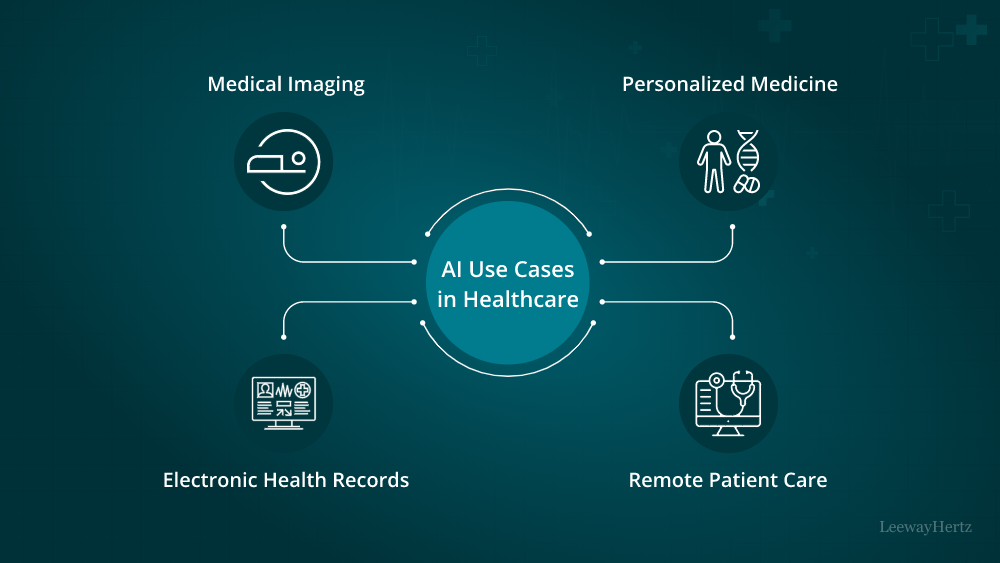 Medical Imaging
Personalized Medicine
AI Use Cases
in Healthcare
Electronic Health Records
Remote Patient Care
LeewayHertz